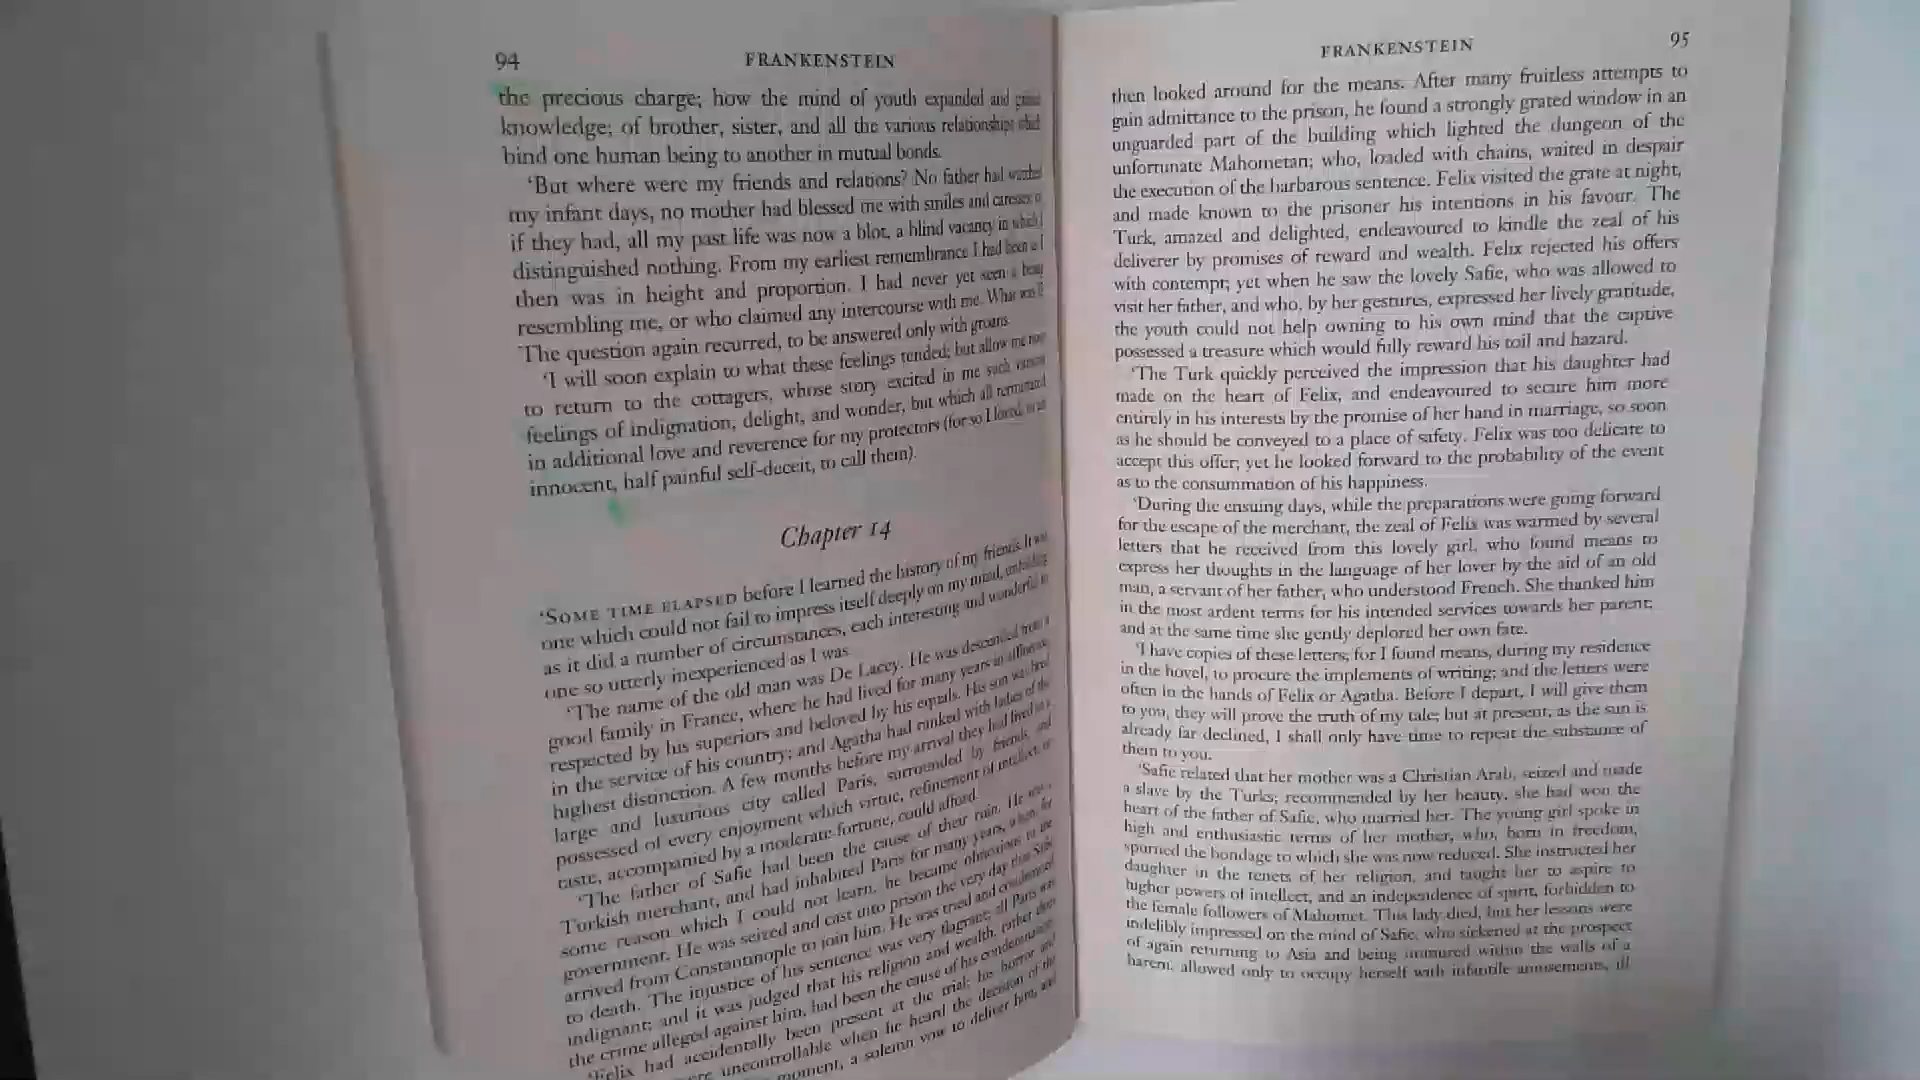 94
FRANKENSTEIN
the precious charge; how the mind of youth expanded and
knowledge; of brother, sister, and all the various relationships which
bind one human being to another in mutual bonds.
'But where were my friends and relations? No father had watched
my infant days, no mother had blessed me with smiles and caresses; or
if they had, all my past life was now a blot, a blind vacancy in which I
distinguished nothing. From my earliest remembrance I had been as I
then was in height and proportion. I had never yet seen a being
resembling me, or who claimed any intercourse with me. What was I?
The question again recurred, to be answered only with groans.
'I will soon explain to what these feelings tended; but allow me now
to return to the cottagers, whose story excited in me such various
feelings of indignation, delight, and wonder, but which all terminated
in additional love and reverence for my protectors (for so I loved, in an
innocent, half painful self-deceit, to call them).
Chapter 14
'SOME TIME ELAPSED before I learned the history of my friends. It was
one which could not fail to impress itself deeply on my mind, unfolding
as it did a number of circumstances, each interesting and wonderful to
one so utterly inexperienced as I was.
'The name of the old man was De Lacey. He was descended from a
good family in France, where he had lived for many years in affluence,
respected by his superiors and beloved by his equals. His son was bred
in the service of his country; and Agatha had ranked with ladies of the
highest distinction. A few months before my arrival they had lived in a
large and luxurious city called Paris, surrounded by friends, and
possessed of every enjoyment which virtue, refinement of intellect, or
taste, accompanied by a moderate fortune, could afford.
'The father of Safie had been the cause of their ruin. He was a
Turkish merchant, and had inhabited Paris for many years, when, for
some reason which I could not learn, he became obnoxious to the
government. He was seized and cast into prison the very day that Safie
arrived from Constantinople to join him. He was tried and condemned
to death. The injustice of his sentence was very flagrant; all Paris was
indignant; and it was judged that his religion and wealth, rather than
the crime alleged against him, had been the cause of his condemnation.
'Felix had accidentally been present at the trial; his horror and
uncontrollable when he heard the decision of the
moment, a solemn vow to deliver him, and
FRANKENSTEIN
95
then looked around for the means. After many fruitless attempts to
gain admittance to the prison, he found a strongly grated window in an
unguarded part of the building which lighted the dungeon of the
unfortunate Mahometan; who, loaded with chains, waited in despair
the execution of the barbarous sentence. Felix visited the grate at night,
and made known to the prisoner his intentions in his favour. The
Turk, amazed and delighted, endeavoured to kindle the zeal of his
deliverer by promises of reward and wealth. Felix rejected his offers
with contempt; yet when he saw the lovely Safie, who was allowed to
visit her father, and who, by her gestures, expressed her lively gratitude,
the youth could not help owning to his own mind that the captive
possessed a treasure which would fully reward his toil and hazard.
'The Turk quickly perceived the impression that his daughter had
made on the heart of Felix, and endeavoured to secure him more
entirely in his interests by the promise of her hand in marriage, so soon
as he should be conveyed to a place of safety. Felix was too delicate to
accept this offer; yet he looked forward to the probability of the event
as to the consummation of his happiness.
'During the ensuing days, while the preparations were going forward
for the escape of the merchant, the zeal of Felix was warmed by several
letters that he received from this lovely girl, who found means to
express her thoughts in the language of her lover by the aid of an old
man, a servant of her father, who understood French. She thanked him
in the most ardent terms for his intended services towards her parent;
and at the same time she gently deplored her own fate.
'I have copies of these letters; for I found means, during my residence
in the hovel, to procure the implements of writing; and the letters were
often in the hands of Felix or Agatha. Before I depart, I will give them
to you, they will prove the truth of my tale; but at present, as the sun is
already far declined, I shall only have time to repeat the substance of
them to you.
'Safie related that her mother was a Christian Arab, seized and made
a slave by the Turks; recommended by her beauty, she had won the
heart of the father of Safie, who married her. The young girl spoke in
high and enthusiastic terms of her mother, who, born in freedom,
spurned the bondage to which she was now reduced. She instructed her
daughter in the tenets of her religion, and taught her to aspire to
higher powers of intellect, and an independence of spirit, forbidden to
the female followers of Mahomet. This lady died, but her lessons were
indelibly impressed on the mind of Safie, who sickened at the prospect
of again returning to Asia and being immured within the walls of a
harem, allowed only to occupy herself with infantile amusements, ill